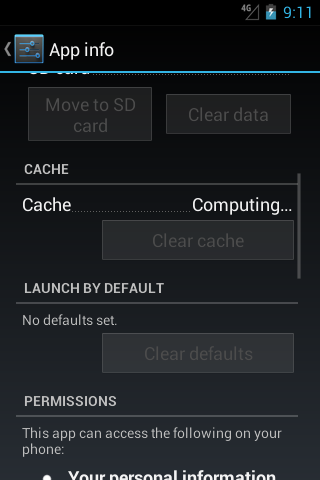 4G 9:11
App info
SD card
Move to SD card
Clear data
CACHE
Cache Computing...
Clear cache
LAUNCH BY DEFAULT
No defaults set.
Clear defaults
PERMISSIONS
This app can access the following on your
phone:
• Your personal information